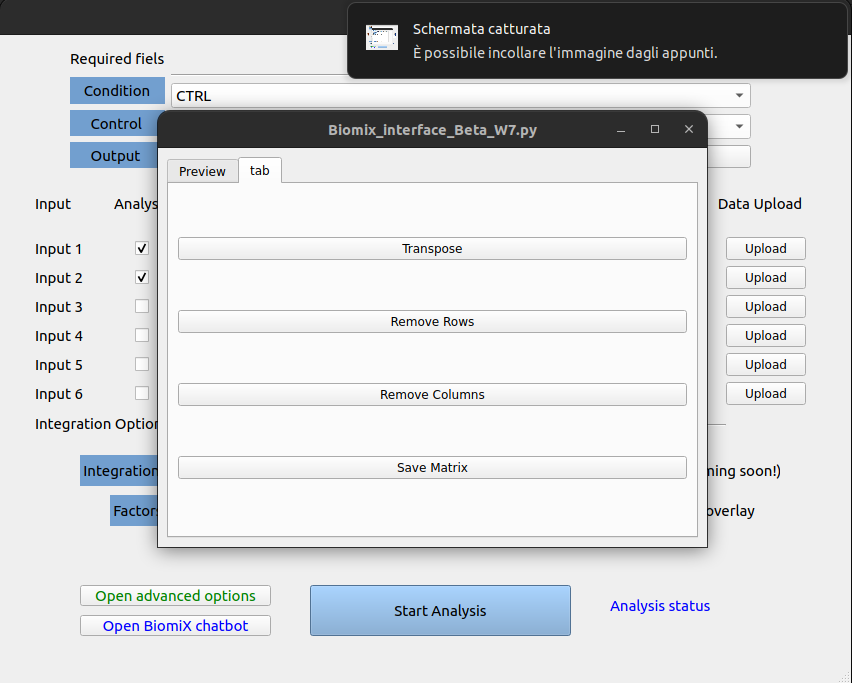 Schermata catturata
È possibile incollare l'immagine dagli appunti.
Required fiels
Condition
CTRL
Control
Output
Biomix_interface_Beta_W7.py
Preview
tab
Transpose
Remove Rows
Remove Columns
Save Matrix
Input
Analys
Data Upload
Input 1
Upload
Input 2
Upload
Input 3
Upload
Input 4
Upload
Input 5
Upload
Input 6
Upload
Integration Option
Integration
ming soon!)
Factors
overlay
Open advanced options
Open BiomiX chatbot
Start Analysis
Analysis status